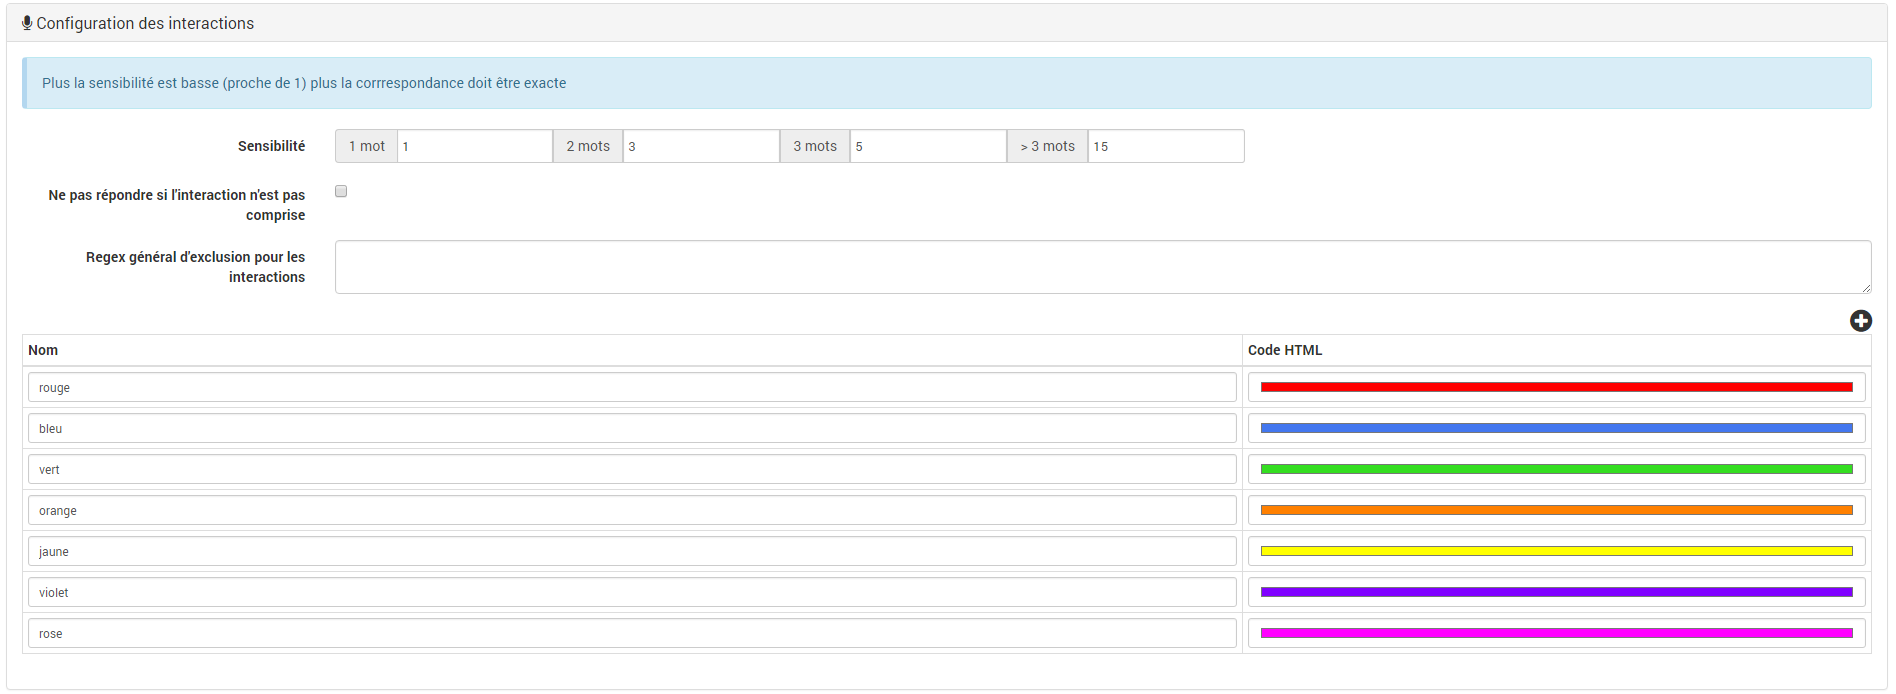 Configuration des interactions
Plus la sensibilité est basse (proche de 1) plus la corrrespondance doit être exacte
Sensibilité 1 mot 1 2 mots 3 3 mots 5 > 3 mots 15
Ne pas répondre si l'interaction n'est pas
comprise
Regex général d'exclusion pour les
interactions
Nom Code HTML
rouge
bleu
vert
orange
jaune
violet
rose